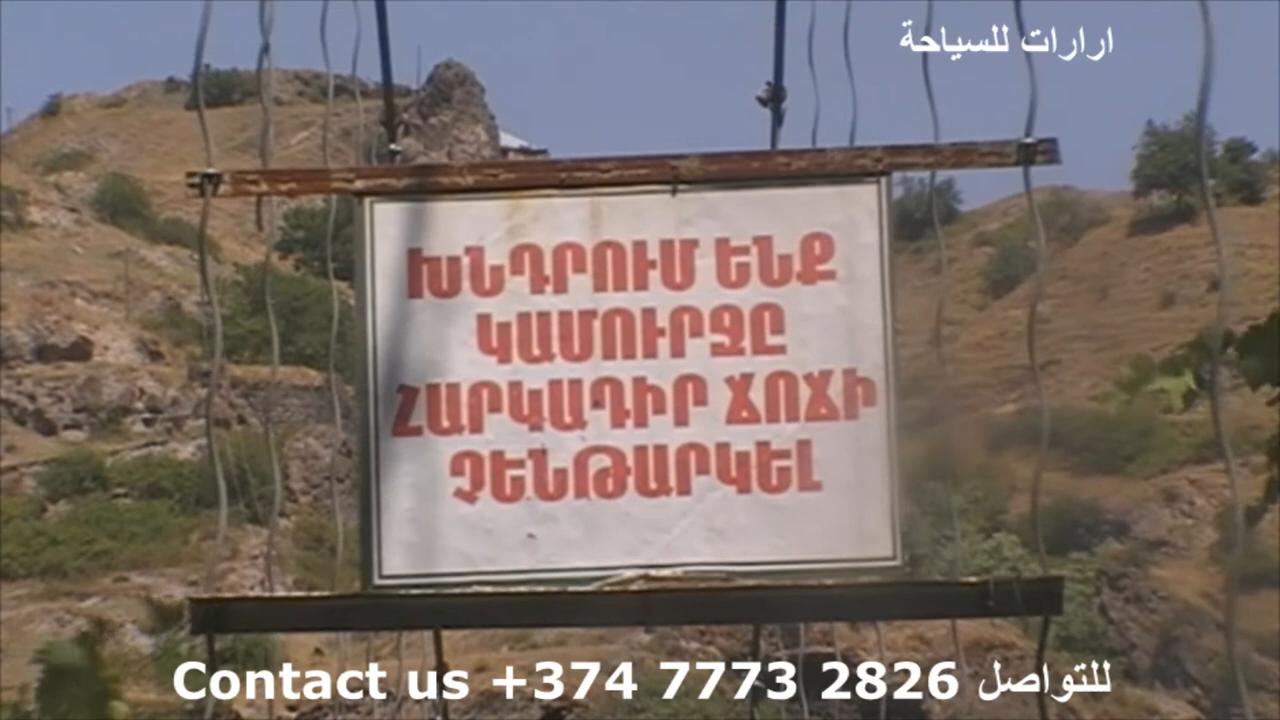 ارارات للسياحة
ԽՆԴՐՈՒՄ ԵՆՔ
ԿԱՄՈՒՐՋԸ
ՀԱՐԿԱԴԻՐ ՃՈՃԻ
ՉԵՆԹԱՐԿԵԼ
Contact us +374 7773 2826 للتواصل